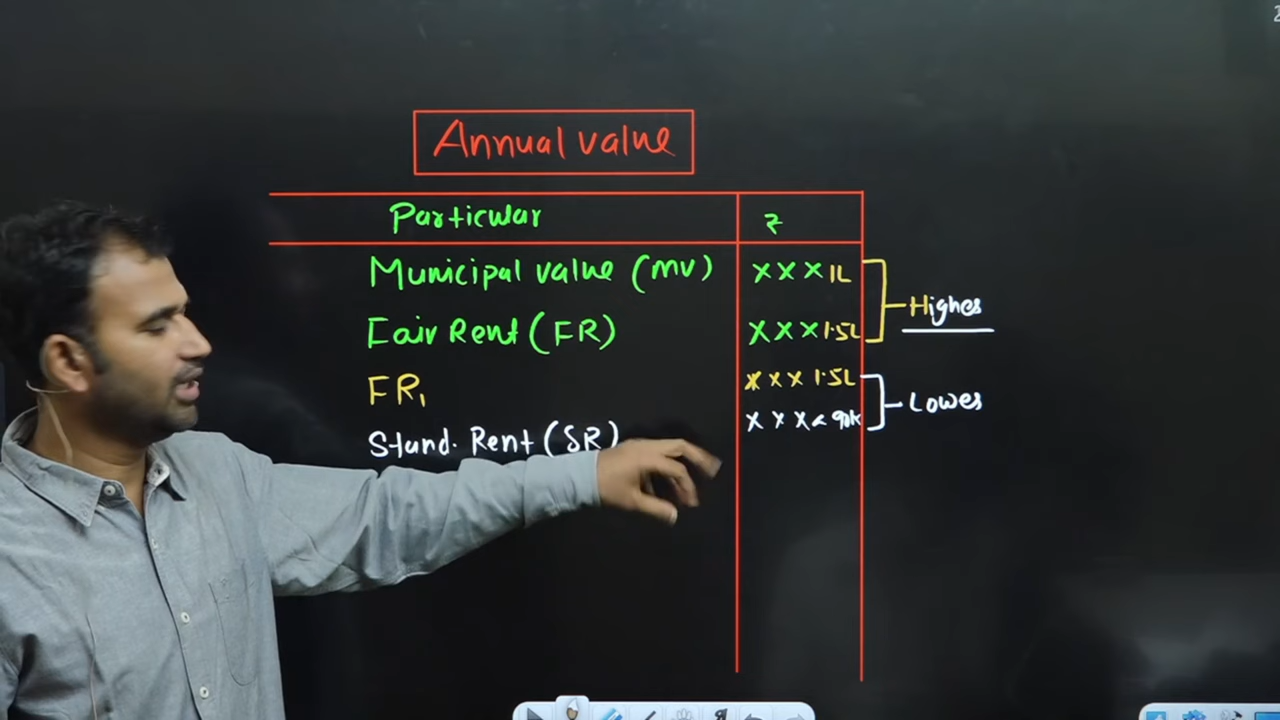 Annual value
Particular ₹
Municipal value (MV) XXX 1L
Highes
Fair Rent (FR) XXX 1.5L
FR1 XXX 1.5L
Lowes
Stand. Rent (SR) XXX 90K